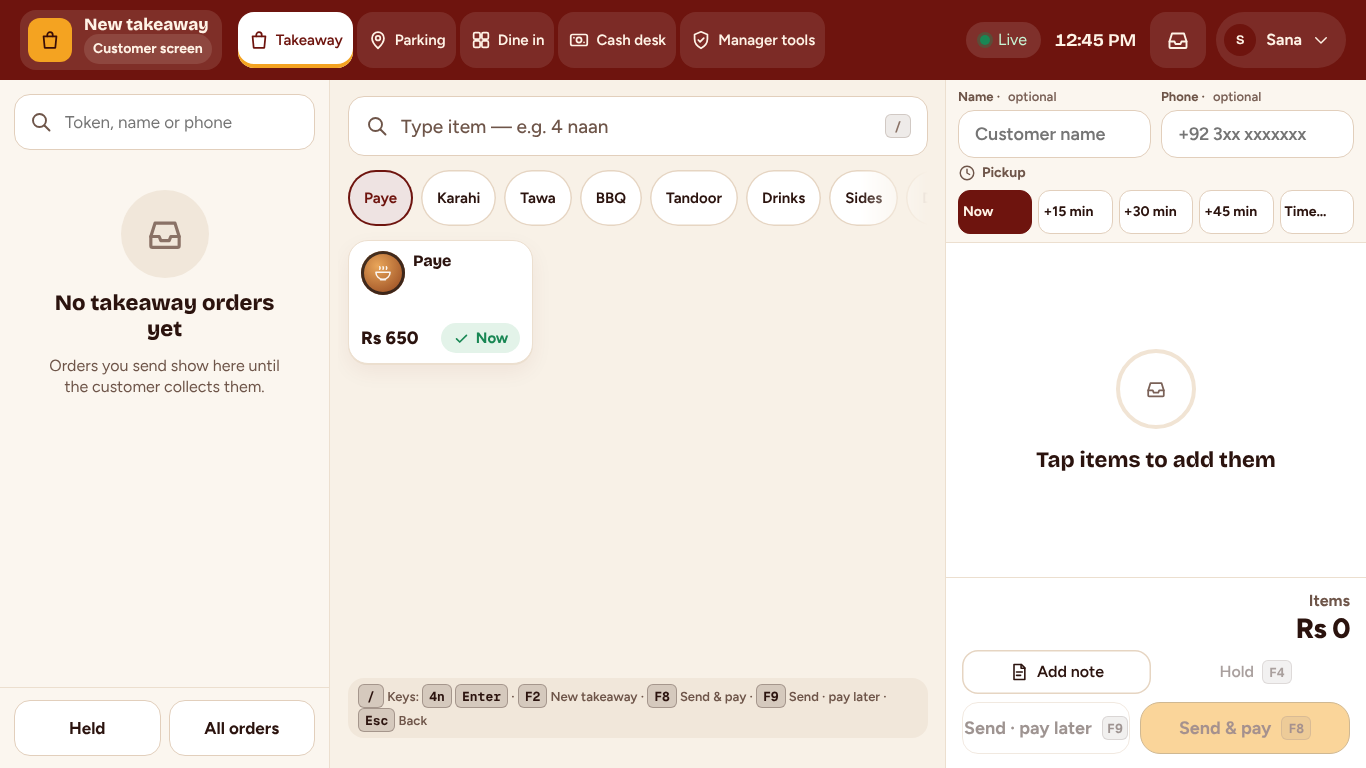 New takeaway
Customer screen
Takeaway
Parking
Dine in
Cash desk
Manager tools
Live
12:45 PM
S
Sana
Token, name or phone
No takeaway orders
yet
Orders you send show here until
the customer collects them.
Held
All orders
Type item — e.g. 4 naan
/
Paye
Karahi
Tawa
BBQ
Tandoor
Drinks
Sides
Paye
Rs 650
Now
/ Keys: 4n Enter · F2 New takeaway · F8 Send & pay · F9 Send · pay later ·
Esc Back
Name · optional
Phone · optional
Customer name
+92 3xx xxxxxxx
Pickup
Now
+15 min
+30 min
+45 min
Time...
Tap items to add them
Items
Rs 0
Add note
Hold F4
Send · pay later F9
Send & pay F8